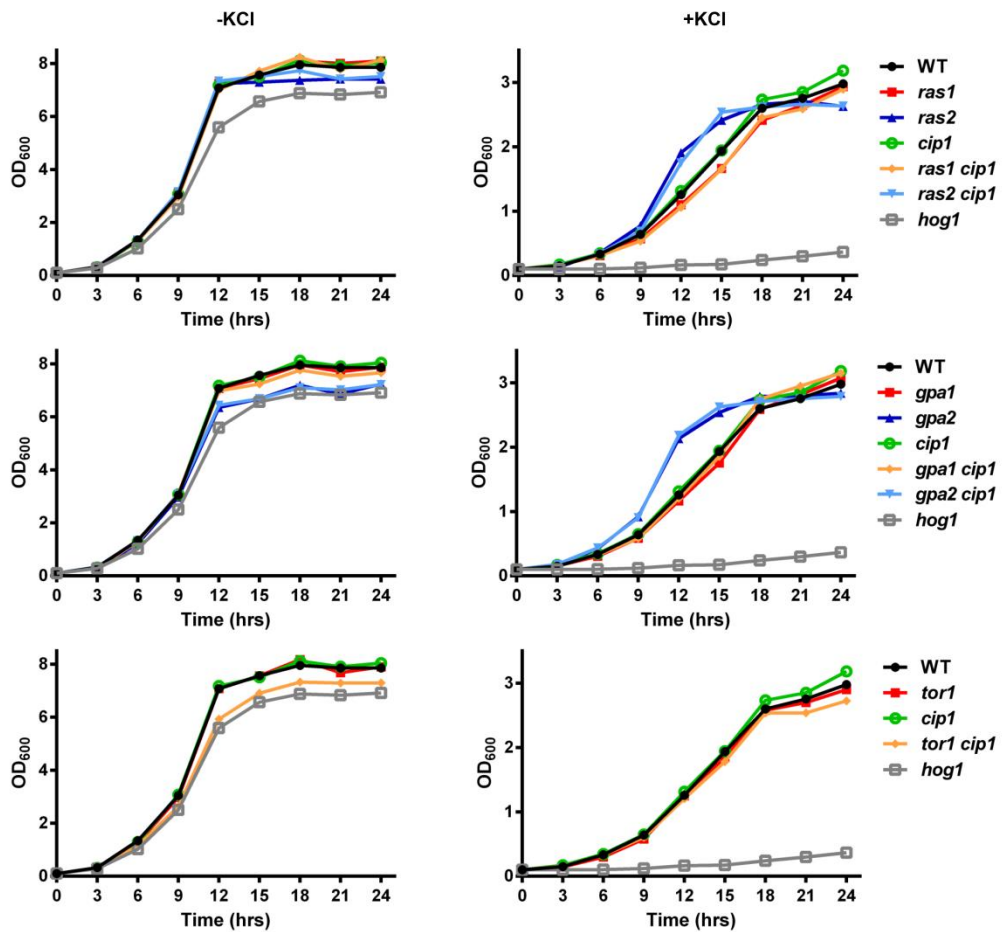 -KCl
+KCl
OD600
8
6
4
2
0
0 3 6 9 12 15 18 21 24
Time (hrs)
OD600
3
2
1
0
0 3 6 9 12 15 18 21 24
Time (hrs)
WT
ras1
ras2
cip1
ras1 cip1
ras2 cip1
hog1
OD600
8
6
4
2
0
0 3 6 9 12 15 18 21 24
Time (hrs)
OD600
3
2
1
0
0 3 6 9 12 15 18 21 24
Time (hrs)
WT
gpa1
gpa2
cip1
gpa1 cip1
gpa2 cip1
hog1
OD600
8
6
4
2
0
0 3 6 9 12 15 18 21 24
Time (hrs)
OD600
3
2
1
0
0 3 6 9 12 15 18 21 24
Time (hrs)
WT
tor1
cip1
tor1 cip1
hog1